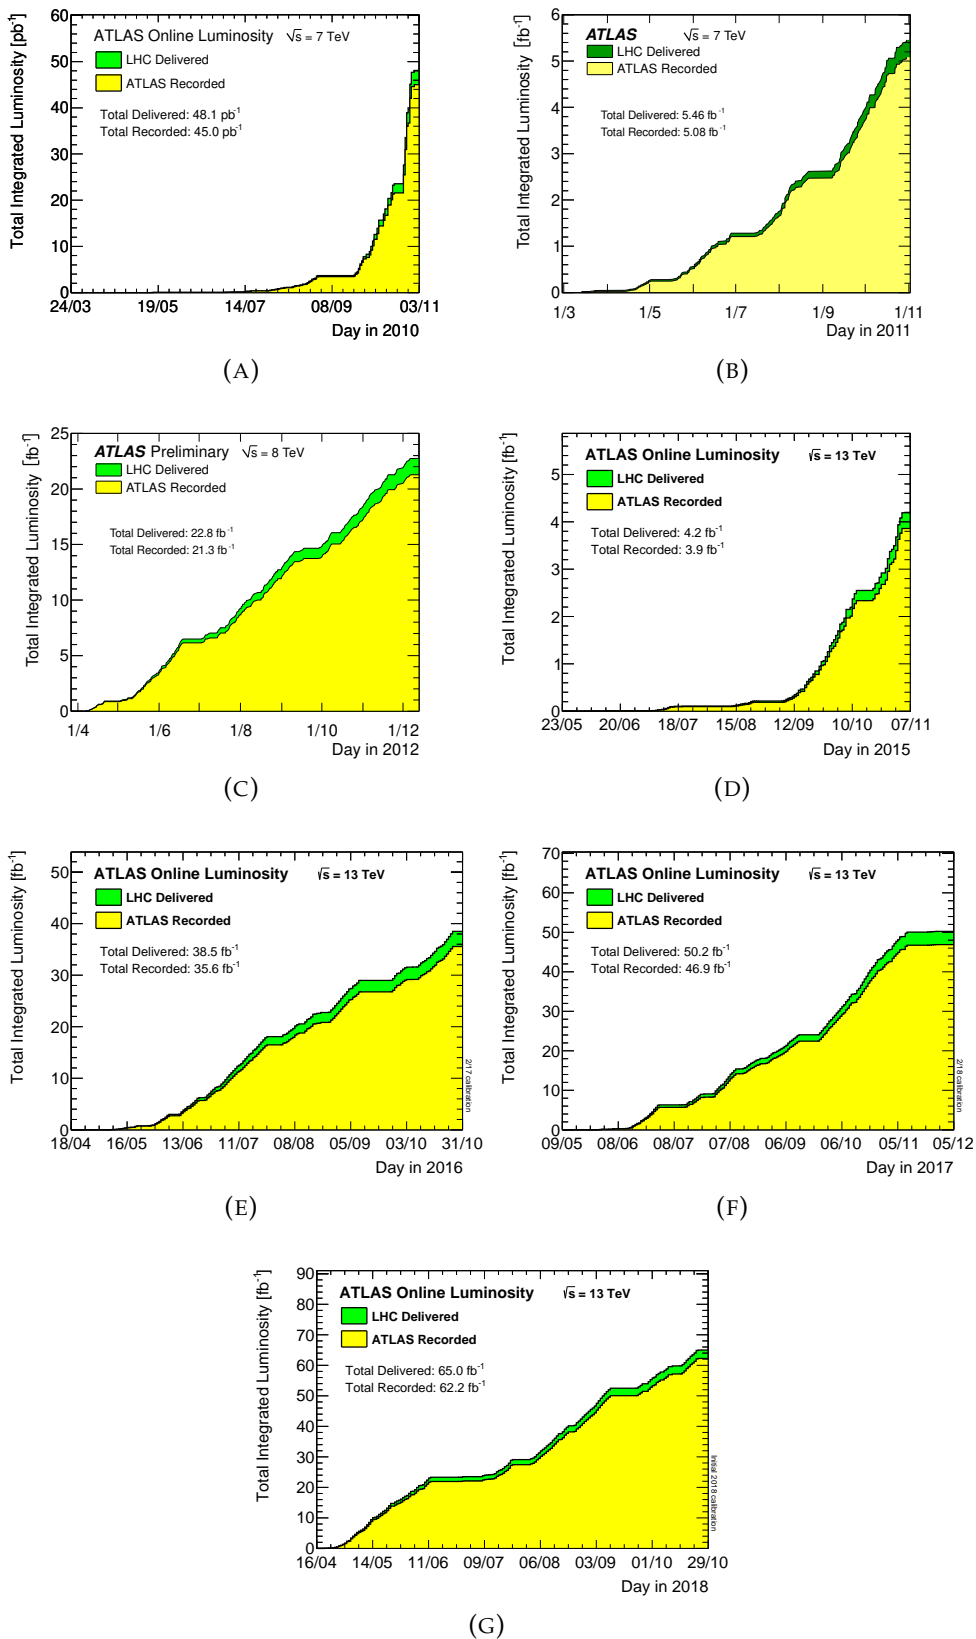 Total Integrated Luminosity [pb⁻¹]
60
50
40
30
20
10
0
ATLAS Online Luminosity √s = 7 TeV
LHC Delivered
ATLAS Recorded
Total Delivered: 48.1 pb⁻¹
Total Recorded: 45.0 pb⁻¹
24/03 19/05 14/07 08/09 03/11
Day in 2010
(A)
Total Integrated Luminosity [fb⁻¹]
6
5
4
3
2
1
0
ATLAS √s = 7 TeV
LHC Delivered
ATLAS Recorded
Total Delivered: 5.46 fb⁻¹
Total Recorded: 5.08 fb⁻¹
1/3 1/5 1/7 1/9 1/11
Day in 2011
(B)
Total Integrated Luminosity [fb⁻¹]
25
20
15
10
5
0
ATLAS Preliminary √s = 8 TeV
LHC Delivered
ATLAS Recorded
Total Delivered: 22.8 fb⁻¹
Total Recorded: 21.3 fb⁻¹
1/4 1/6 1/8 1/10 1/12
Day in 2012
(C)
Total Integrated Luminosity [fb⁻¹]
5
4
3
2
1
0
ATLAS Online Luminosity √s = 13 TeV
LHC Delivered
ATLAS Recorded
Total Delivered: 4.2 fb⁻¹
Total Recorded: 3.9 fb⁻¹
23/05 20/06 18/07 15/08 12/09 10/10 07/11
Day in 2015
(D)
Total Integrated Luminosity [fb⁻¹]
50
40
30
20
10
0
ATLAS Online Luminosity √s = 13 TeV
LHC Delivered
ATLAS Recorded
Total Delivered: 38.5 fb⁻¹
Total Recorded: 35.6 fb⁻¹
2/17 calibration
18/04 16/05 13/06 11/07 08/08 05/09 03/10 31/10
Day in 2016
(E)
Total Integrated Luminosity [fb⁻¹]
70
60
50
40
30
20
10
0
ATLAS Online Luminosity √s = 13 TeV
LHC Delivered
ATLAS Recorded
Total Delivered: 50.2 fb⁻¹
Total Recorded: 46.9 fb⁻¹
2/18 calibration
09/05 08/06 08/07 07/08 06/09 06/10 05/11 05/12
Day in 2017
(F)
Total Integrated Luminosity [fb⁻¹]
90
80
70
60
50
40
30
20
10
0
ATLAS Online Luminosity √s = 13 TeV
LHC Delivered
ATLAS Recorded
Total Delivered: 65.0 fb⁻¹
Total Recorded: 62.2 fb⁻¹
Initial 2018 calibration
16/04 14/05 11/06 09/07 06/08 03/09 01/10 29/10
Day in 2018
(G)